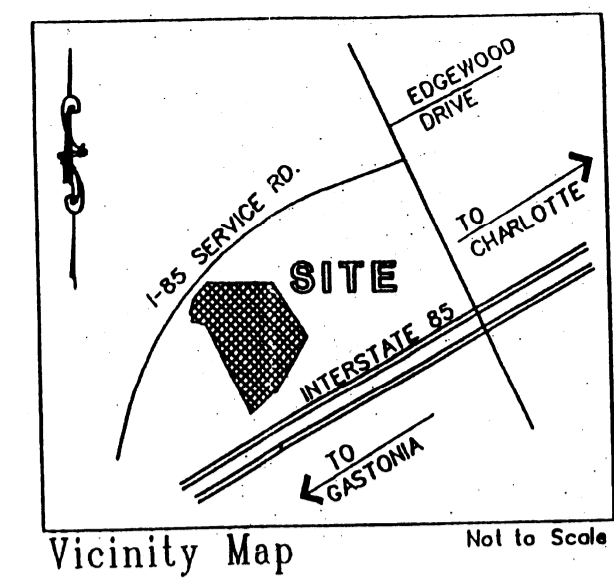 EDGEWOOD
DRIVE
I-85 SERVICE RD.
TO
CHARLOTTE
SITE
INTERSTATE 85
TO
GASTONIA
Vicinity Map
Not to Scale